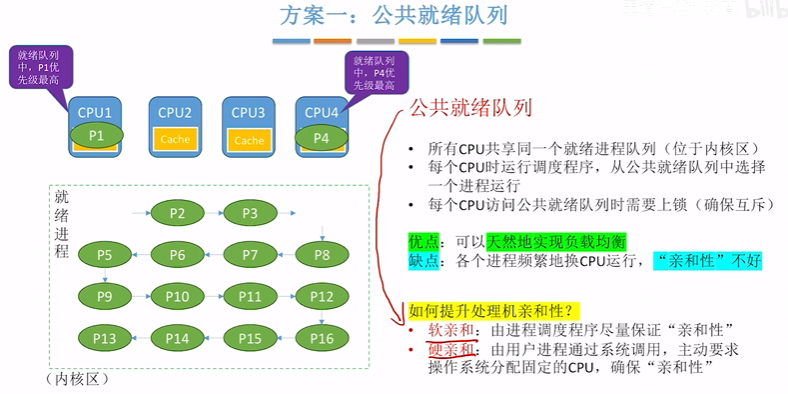 方案一：公共就绪队列
就绪队列
中，P1优
先级最高
就绪队列
中，P4优
先级最高
CPU1
P1
CPU2
Cache
CPU3
Cache
CPU4
P4
就绪进程
P2
P3
P5
P6
P7
P8
P9
P10
P11
P12
P13
P14
P15
P16
（内核区）
公共就绪队列
• 所有CPU共享同一个就绪进程队列（位于内核区）
• 每个CPU时运行调度程序，从公共就绪队列中选择
一个进程运行
• 每个CPU访问公共就绪队列时需要上锁（确保互斥）
优点：可以天然地实现负载均衡
缺点：各个进程频繁地换CPU运行，“亲和性”不好
如何提升处理机亲和性？
• 软亲和：由进程调度程序尽量保证“亲和性”
• 硬亲和：由用户进程通过系统调用，主动要求
操作系统分配固定的CPU，确保“亲和性”
bilibili